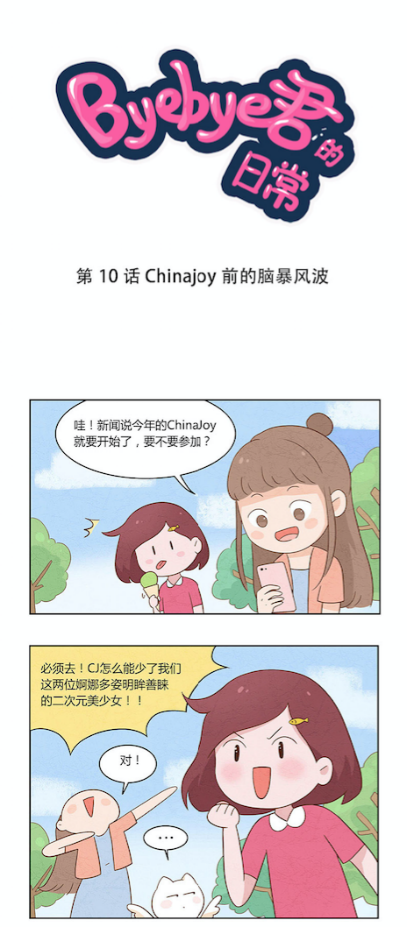 Byebye君的
日常
第 10 话 Chinajoy 前的脑暴风波
哇！新闻说今年的ChinaJoy
就要开始了，要不要参加？
必须去！CJ怎么能少了我们
这两位婀娜多姿明眸善睐
的二次元美少女！！
对！
...